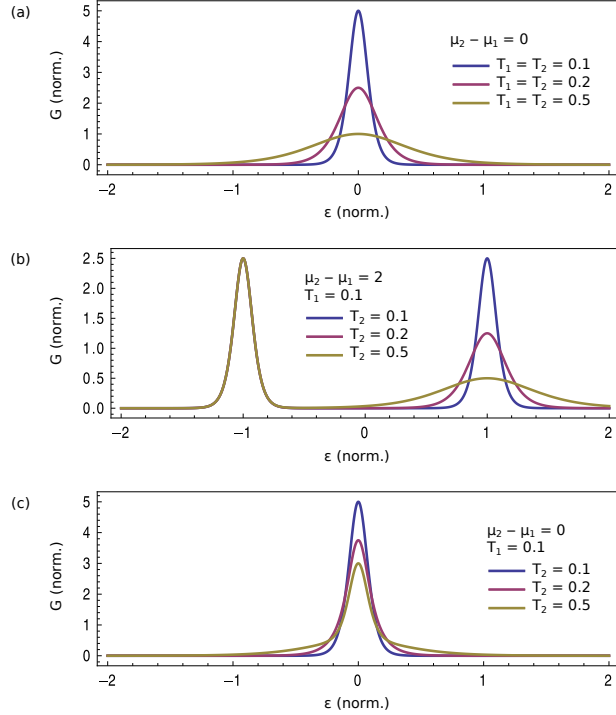 (a)
G (norm.)
5
4
3
2
1
0
μ₂ – μ₁ = 0
T₁ = T₂ = 0.1
T₁ = T₂ = 0.2
T₁ = T₂ = 0.5
−2 −1 0 1 2
ε (norm.)
(b)
G (norm.)
2.5
2.0
1.5
1.0
0.5
0.0
μ₂ – μ₁ = 2
T₁ = 0.1
T₂ = 0.1
T₂ = 0.2
T₂ = 0.5
−2 −1 0 1 2
ε (norm.)
(c)
G (norm.)
5
4
3
2
1
0
μ₂ – μ₁ = 0
T₁ = 0.1
T₂ = 0.1
T₂ = 0.2
T₂ = 0.5
−2 −1 0 1 2
ε (norm.)